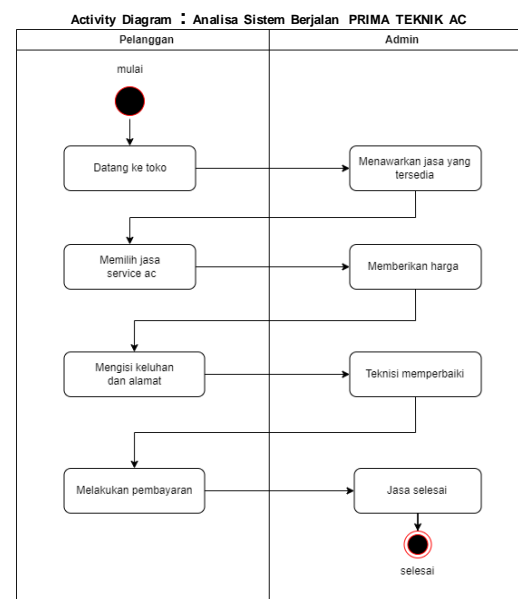 Activity Diagram : Analisa Sistem Berjalan PRIMA TEKNIK AC
Pelanggan
Admin
mulai
Datang ke toko
Menawarkan jasa yang
tersedia
Memilih jasa
service ac
Memberikan harga
Mengisi keluhan
dan alamat
Teknisi memperbaiki
Melakukan pembayaran
Jasa selesai
selesai